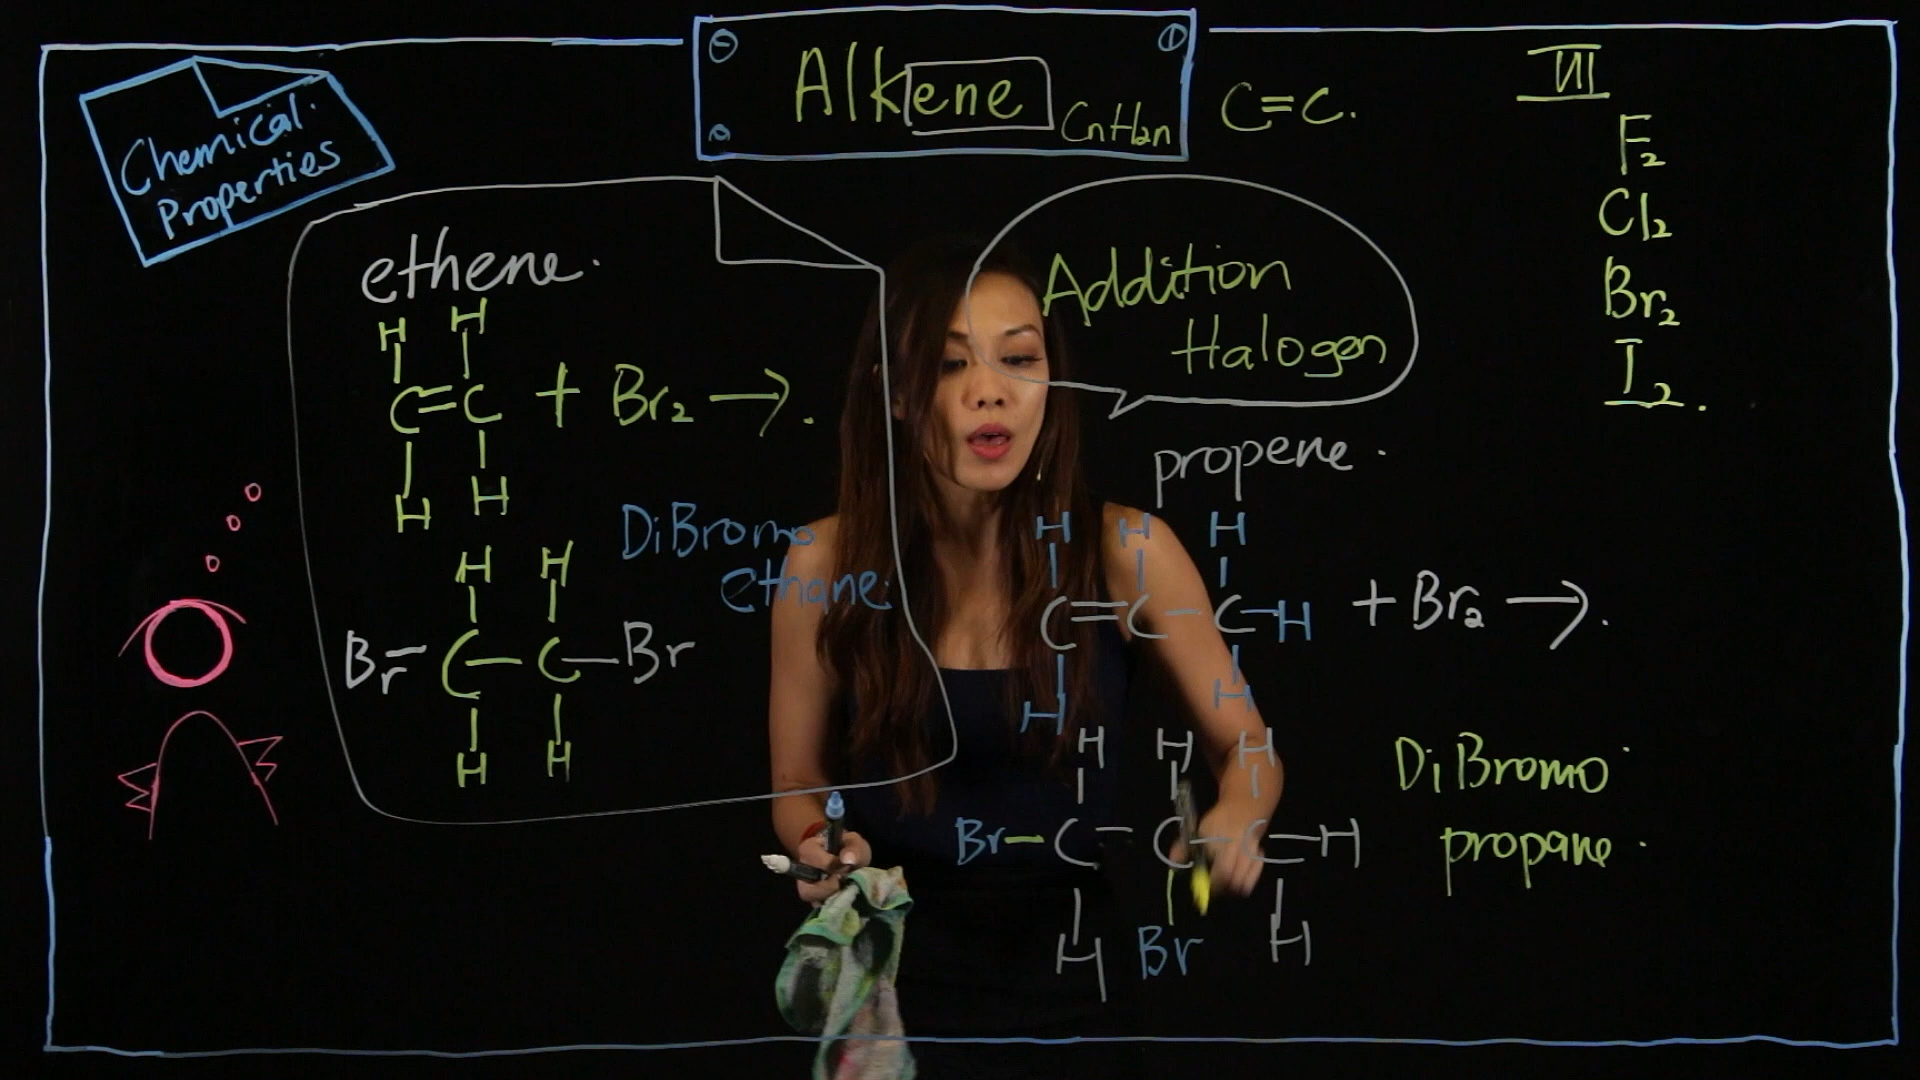 Chemical
Properties
Alkene
CnH2n
C=C.
VII
F2
Cl2
Br2
I2.
ethene.
H H
C=C + Br2 →.
H H
DiBromo
ethane.
H H
Br-C-C-Br
H H
Addition
Halogen
propene.
H H H
C=C-C-H + Br2 →.
H H
H H H
Br-C-C-C-H
H Br H
DiBromo
propane.